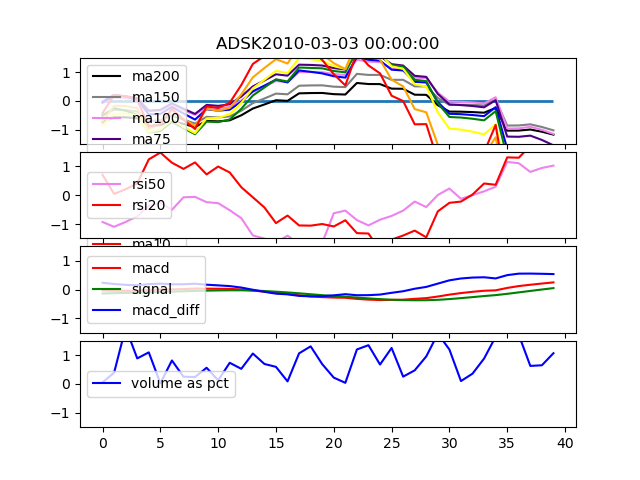 ADSK2010-03-03 00:00:00
1
0
−1
ma200
ma150
ma100
ma75
1
0
−1
rsi50
rsi20
ma10
1
0
−1
macd
signal
macd_diff
1
0
−1
volume as pct
0 5 10 15 20 25 30 35 40